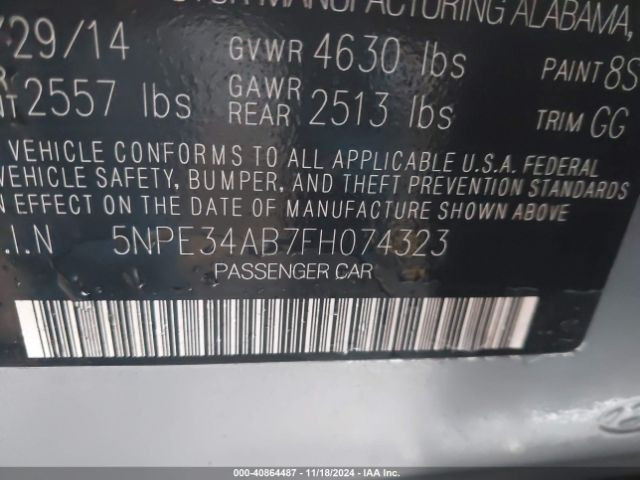 MANUFACTURING ALABAMA,
29/14 GVWR 4630 lbs PAINT 8S
2557 lbs GAWR REAR 2513 lbs TRIM GG
VEHICLE CONFORMS TO ALL APPLICABLE U.S.A. FEDERAL
VEHICLE SAFETY, BUMPER, AND THEFT PREVENTION STANDARDS
N EFFECT ON THE DATE OF MANUFACTURE SHOWN ABOVE.
.I.N 5NPE34AB7FH074323
PASSENGER CAR
000-40864487 - 11/18/2024 - IAA Inc.